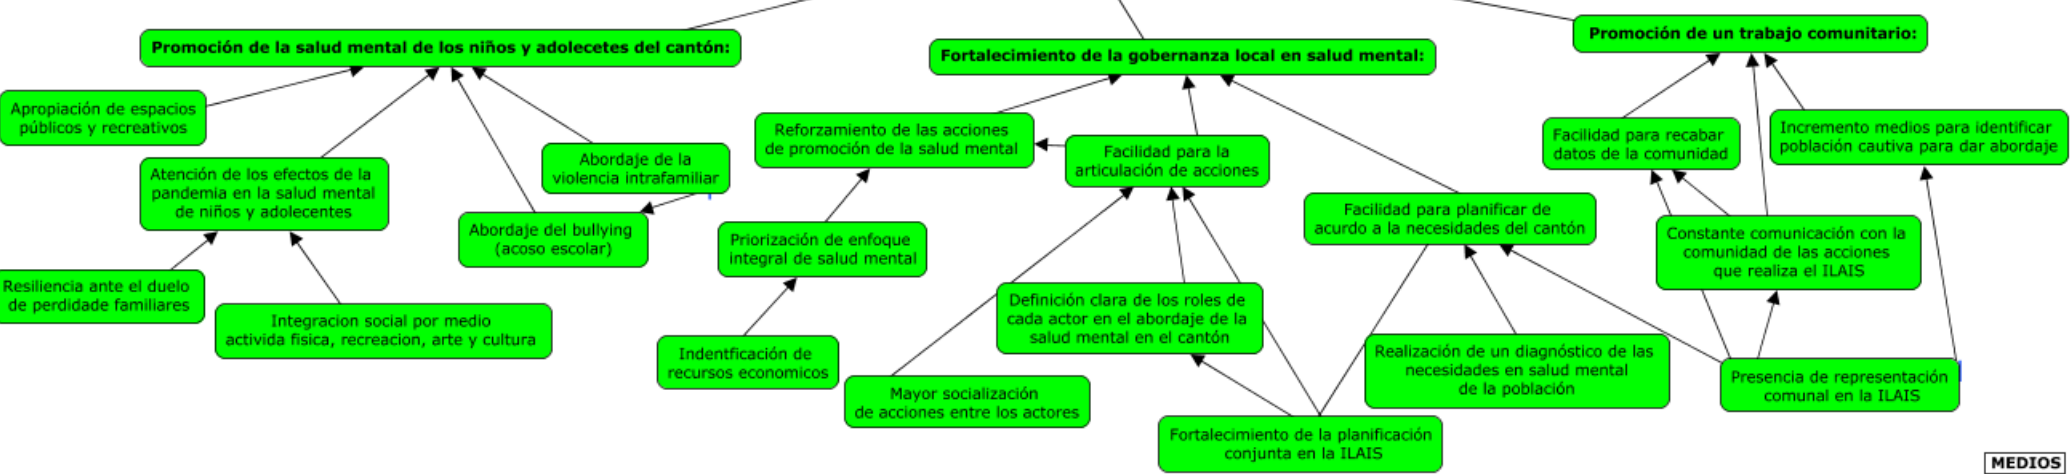 Promoción de la salud mental de los niños y adolecetes del cantón:
Apropiación de espacios
públicos y recreativos
Atención de los efectos de la
pandemia en la salud mental
de niños y adolecentes
Abordaje de la
violencia intrafamiliar
Abordaje del bullying
(acoso escolar)
Resiliencia ante el duelo
de perdidade familiares
Integracion social por medio
activida fisica, recreacion, arte y cultura
Fortalecimiento de la gobernanza local en salud mental:
Reforzamiento de las acciones
de promoción de la salud mental
Facilidad para la
articulación de acciones
Priorización de enfoque
integral de salud mental
Facilidad para planificar de
acurdo a la necesidades del cantón
Definición clara de los roles de
cada actor en el abordaje de la
salud mental en el cantón
Indentficación de
recursos economicos
Mayor socialización
de acciones entre los actores
Realización de un diagnóstico de las
necesidades en salud mental
de la población
Fortalecimiento de la planificación
conjunta en la ILAIS
Promoción de un trabajo comunitario:
Facilidad para recabar
datos de la comunidad
Incremento medios para identificar
población cautiva para dar abordaje
Constante comunicación con la
comunidad de las acciones
que realiza el ILAIS
Presencia de representación
comunal en la ILAIS
MEDIOS